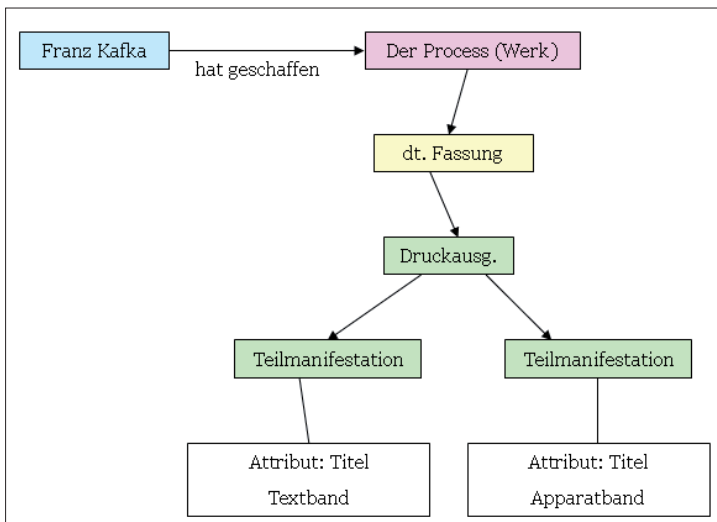 Franz Kafka
Der Process (Werk)
hat geschaffen
dt. Fassung
Druckausg.
Teilmanifestation
Teilmanifestation
Attribut: Titel
Textband
Attribut: Titel
Apparatband